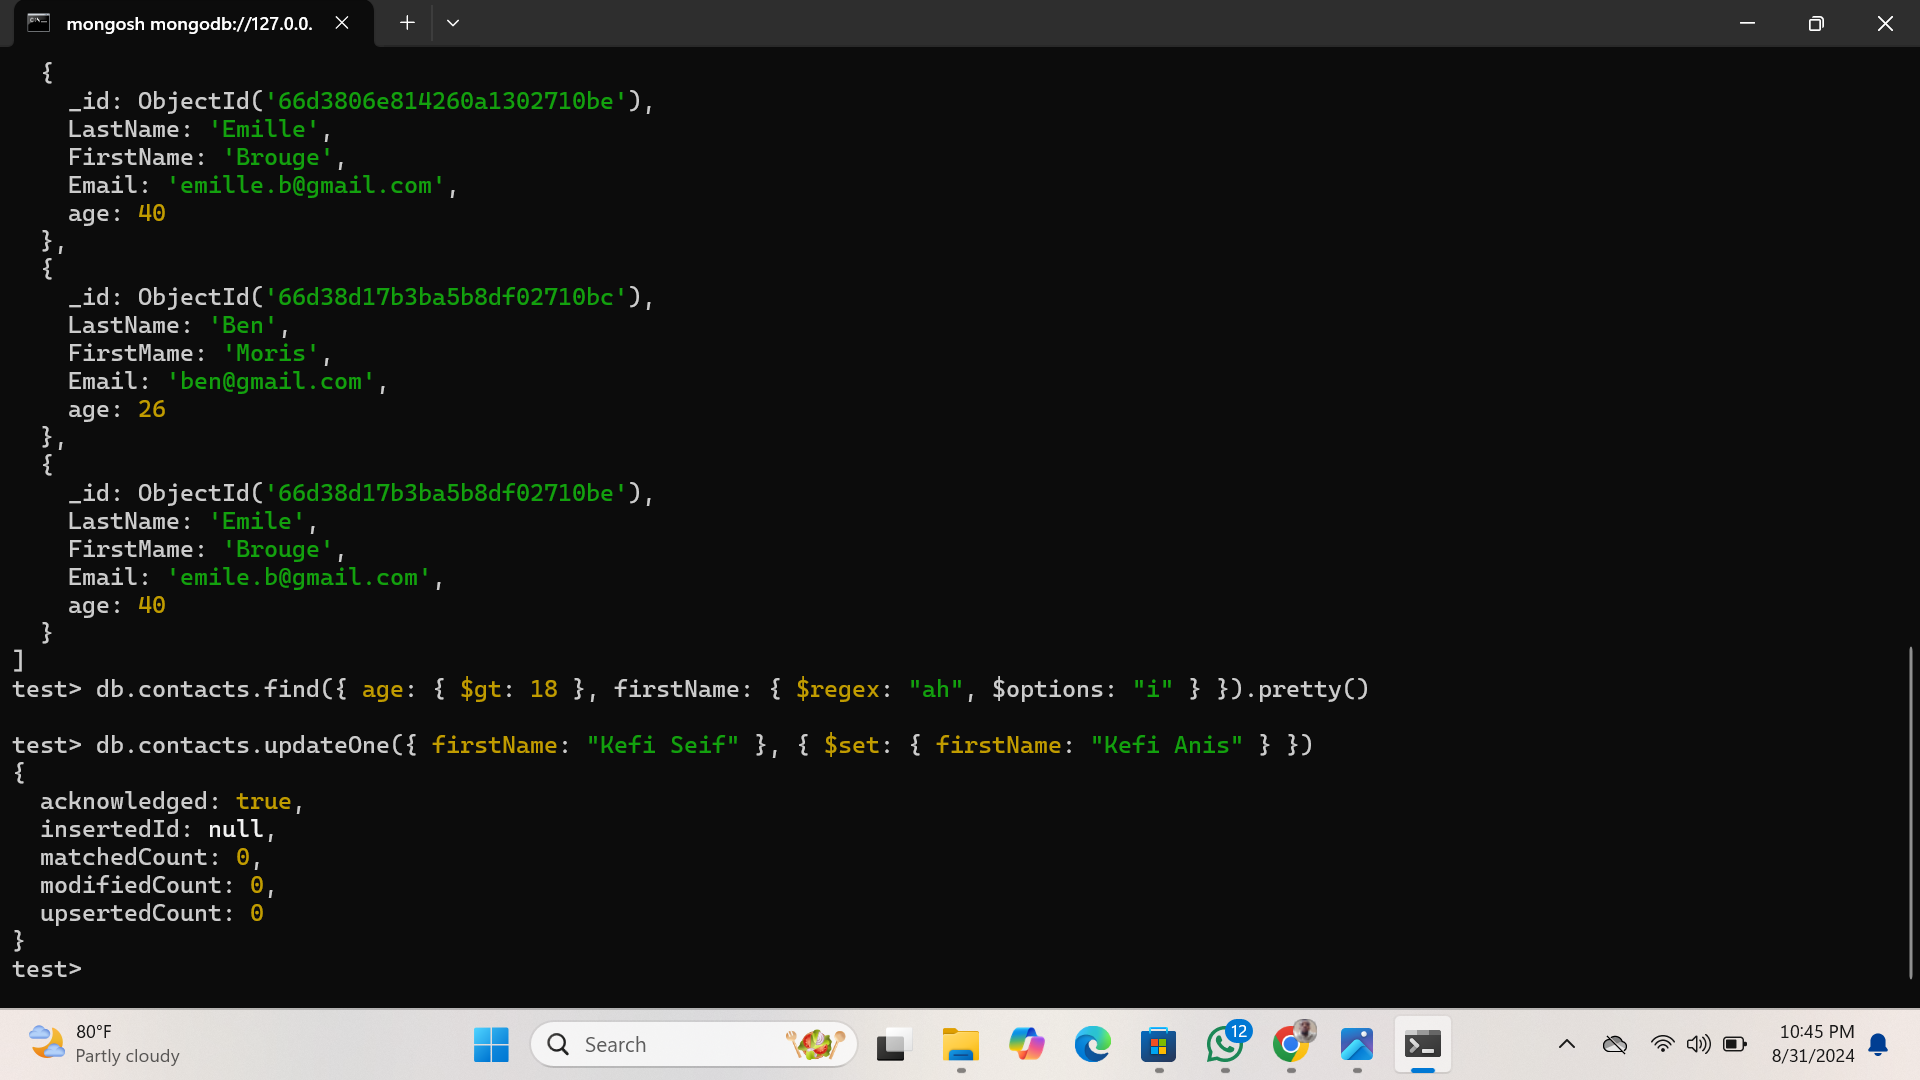 mongosh mongodb://127.0.0.
{
_id: ObjectId('66d3806e814260a1302710be'),
LastName: 'Emille',
FirstName: 'Brouge',
Email: 'emille.b@gmail.com',
age: 40
},
{
_id: ObjectId('66d38d17b3ba5b8df02710bc'),
LastName: 'Ben',
FirstMame: 'Moris',
Email: 'ben@gmail.com',
age: 26
},
{
_id: ObjectId('66d38d17b3ba5b8df02710be'),
LastName: 'Emile',
FirstMame: 'Brouge',
Email: 'emile.b@gmail.com',
age: 40
}
]
test> db.contacts.find({ age: { $gt: 18 }, firstName: { $regex: "ah", $options: "i" } }).pretty()
test> db.contacts.updateOne({ firstName: "Kefi Seif" }, { $set: { firstName: "Kefi Anis" } })
{
acknowledged: true,
insertedId: null,
matchedCount: 0,
modifiedCount: 0,
upsertedCount: 0
}
test>
80°F
Partly cloudy
Search
12
10:45 PM
8/31/2024